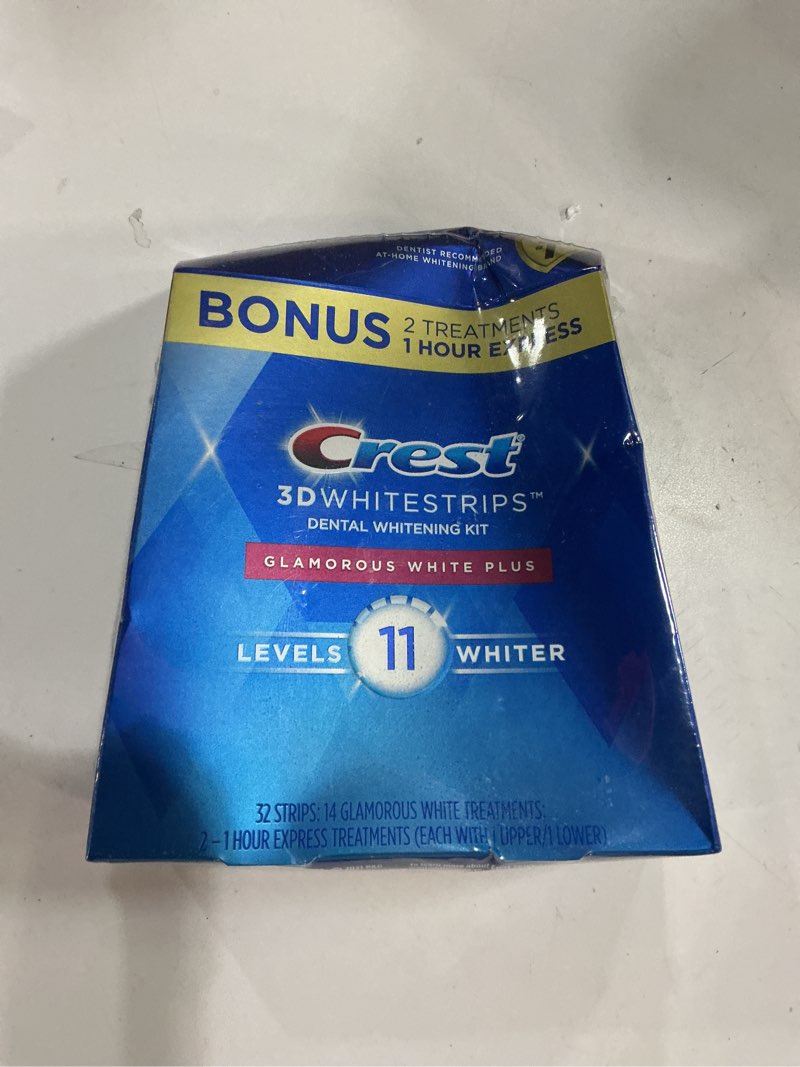 DENTIST RECOMMENDED
AT-HOME WHITENING BRAND
BONUS
2 TREATMENTS
1 HOUR EXPRESS
Crest®
3DWHITESTRIPS™
DENTAL WHITENING KIT
GLAMOROUS WHITE PLUS
LEVELS 11 WHITER
32 STRIPS: 14 GLAMOROUS WHITE TREATMENTS;
2 – 1 HOUR EXPRESS TREATMENTS (EACH WITH 1 UPPER/1 LOWER)